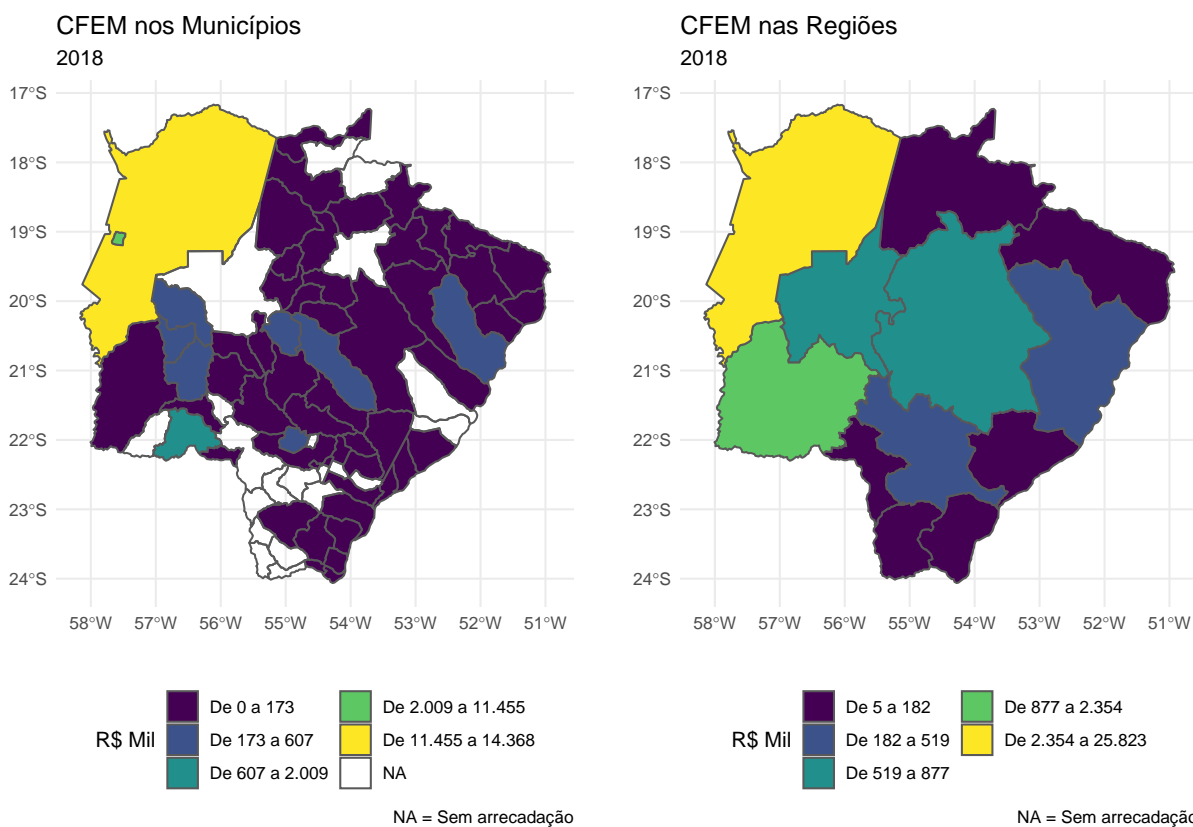 CFEM nos Municípios
2018
17°S
18°S
19°S
20°S
21°S
22°S
23°S
24°S
58°W 57°W 56°W 55°W 54°W 53°W 52°W 51°W
R$ Mil
De 0 a 173
De 173 a 607
De 607 a 2.009
De 2.009 a 11.455
De 11.455 a 14.368
NA
NA = Sem arrecadação
CFEM nas Regiões
2018
17°S
18°S
19°S
20°S
21°S
22°S
23°S
24°S
58°W 57°W 56°W 55°W 54°W 53°W 52°W 51°W
R$ Mil
De 5 a 182
De 182 a 519
De 519 a 877
De 877 a 2.354
De 2.354 a 25.823
NA = Sem arrecadação